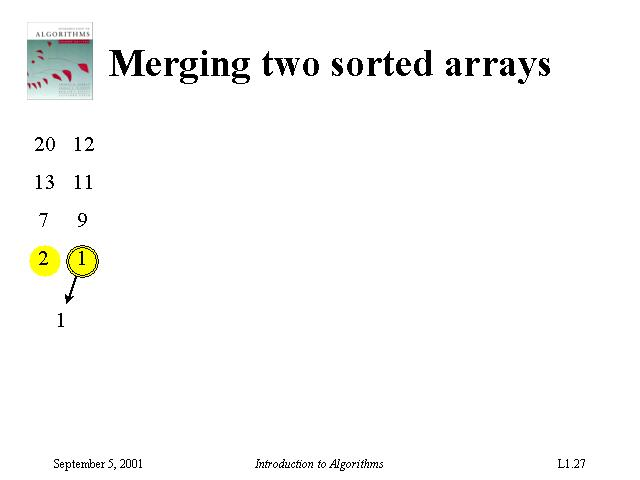 ALGORITHMS
Merging two sorted arrays
20 12
13 11
7 9
2 1
1
September 5, 2001 Introduction to Algorithms L1.27